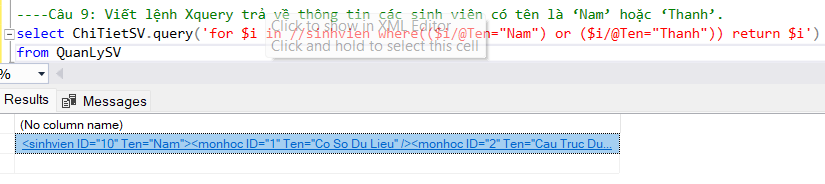 ----Câu 9: Viết lệnh Xquery trả về thông tin các sinh viên có tên là ‘Nam’ hoặc ‘Thanh’.
select ChiTietSV.query('for $i in //sinhvien where(($i/@Ten="Nam") or ($i/@Ten="Thanh")) return $i')
Click to show in XML Editor
Click and hold to select this cell
from QuanLySV
%
Results Messages
(No column name)
<sinhvien ID="10" Ten="Nam"><monhoc ID="1" Ten="Co So Du Lieu" /><monhoc ID="2" Ten="Cau Truc Du...